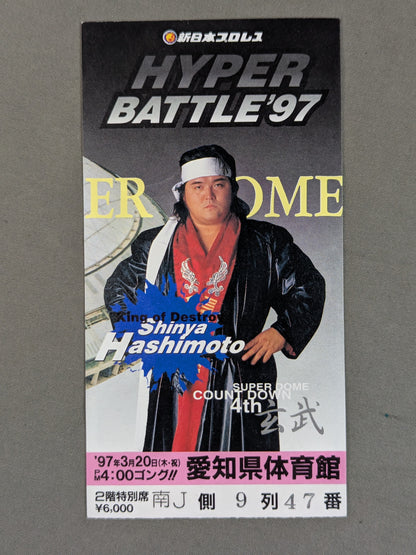 新日本プロレス
HYPER
BATTLE'97
ER DOME
King of Destroy
Shinya
Hashimoto
SUPER DOME
COUNT DOWN
4th 玄武
'97年3月20日(木・祝)
PM4:00ゴング!! 愛知県体育館
2階特別席 南J 側 9 列 47 番
¥6,000